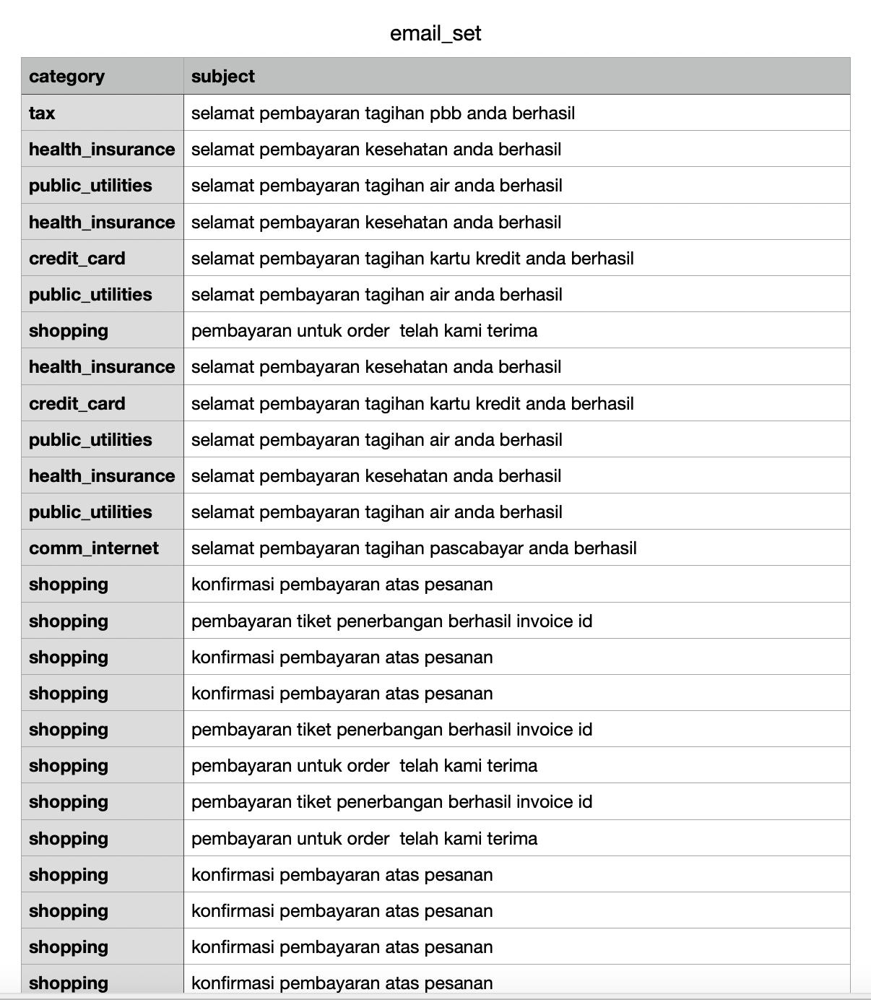 email_set
category subject
tax selamat pembayaran tagihan pbb anda berhasil
health_insurance selamat pembayaran kesehatan anda berhasil
public_utilities selamat pembayaran tagihan air anda berhasil
health_insurance selamat pembayaran kesehatan anda berhasil
credit_card selamat pembayaran tagihan kartu kredit anda berhasil
public_utilities selamat pembayaran tagihan air anda berhasil
shopping pembayaran untuk order  telah kami terima
health_insurance selamat pembayaran kesehatan anda berhasil
credit_card selamat pembayaran tagihan kartu kredit anda berhasil
public_utilities selamat pembayaran tagihan air anda berhasil
health_insurance selamat pembayaran kesehatan anda berhasil
public_utilities selamat pembayaran tagihan air anda berhasil
comm_internet selamat pembayaran tagihan pascabayar anda berhasil
shopping konfirmasi pembayaran atas pesanan
shopping pembayaran tiket penerbangan berhasil invoice id
shopping konfirmasi pembayaran atas pesanan
shopping konfirmasi pembayaran atas pesanan
shopping pembayaran tiket penerbangan berhasil invoice id
shopping pembayaran untuk order  telah kami terima
shopping pembayaran tiket penerbangan berhasil invoice id
shopping pembayaran untuk order  telah kami terima
shopping konfirmasi pembayaran atas pesanan
shopping konfirmasi pembayaran atas pesanan
shopping konfirmasi pembayaran atas pesanan
shopping konfirmasi pembayaran atas pesanan